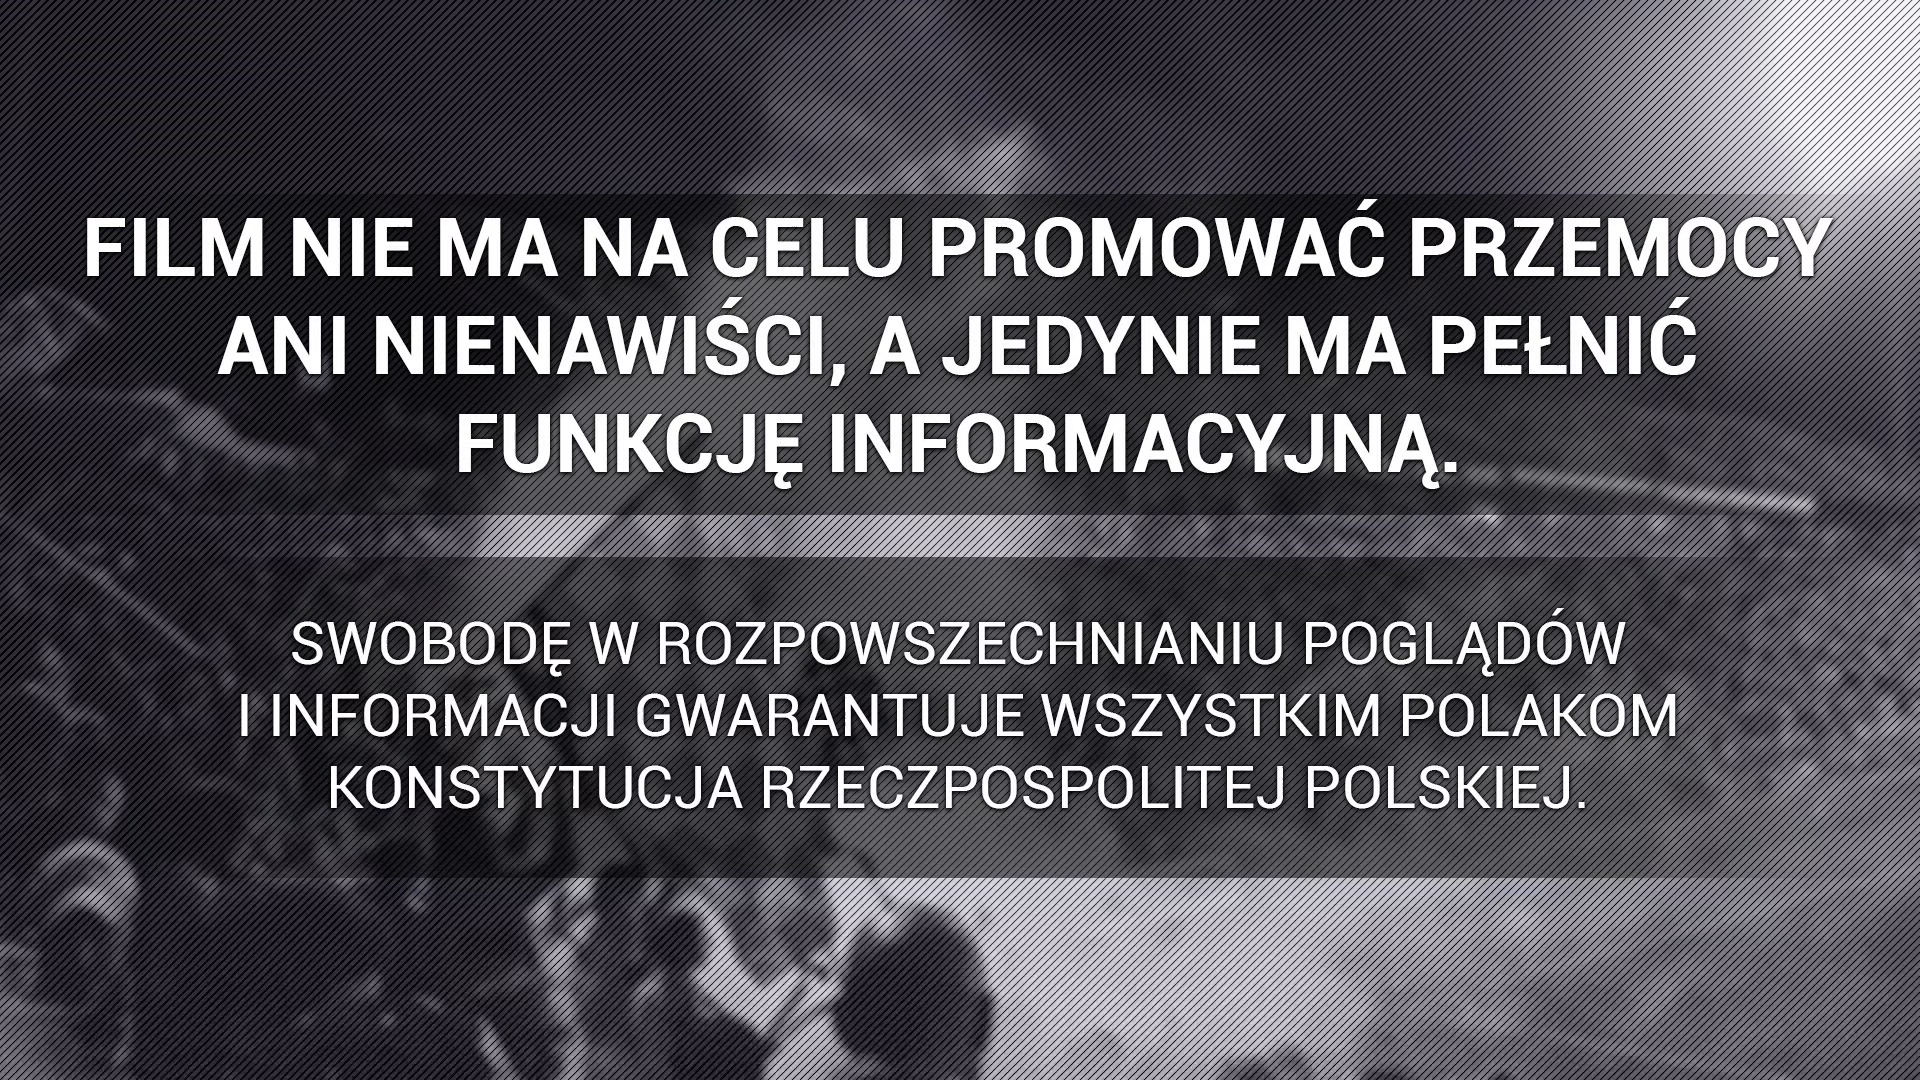 FILM NIE MA NA CELU PROMOWAĆ PRZEMOCY
ANI NIENAWIŚCI, A JEDYNIE MA PEŁNIĆ
FUNKCJĘ INFORMACYJNĄ.
SWOBODĘ W ROZPOWSZECHNIANIU POGLĄDÓW
I INFORMACJI GWARANTUJE WSZYSTKIM POLAKOM
KONSTYTUCJA RZECZPOSPOLITEJ POLSKIEJ.